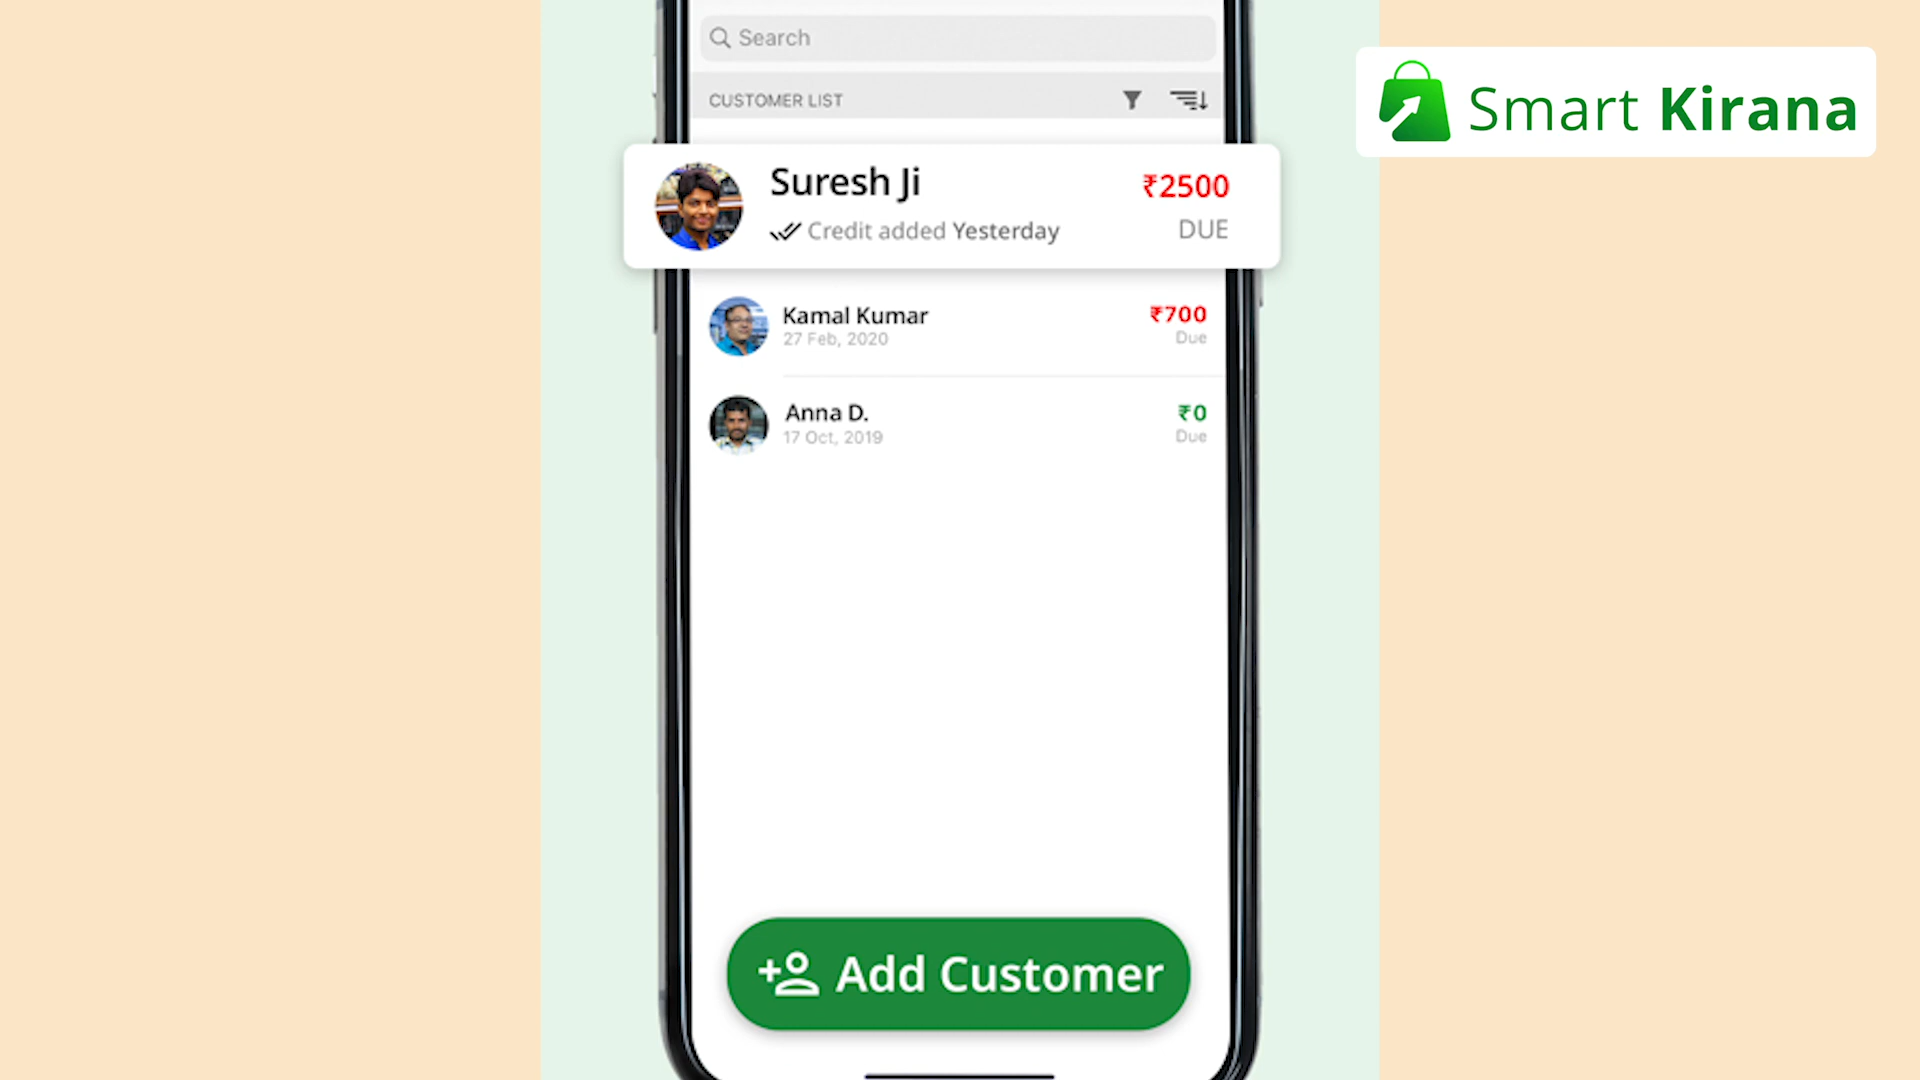 Search
CUSTOMER LIST
Smart Kirana
Suresh Ji
₹2500
Credit added Yesterday
DUE
Kamal Kumar
₹700
27 Feb, 2020
Due
Anna D.
₹0
17 Oct, 2019
Due
Add Customer